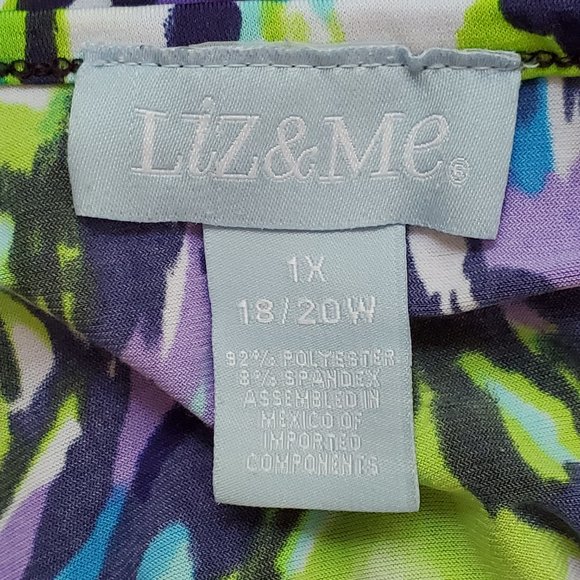 Liz&Me®
1X
18/20W
92% POLYESTER
8% SPANDEX
ASSEMBLED IN
MEXICO OF
IMPORTED
COMPONENTS